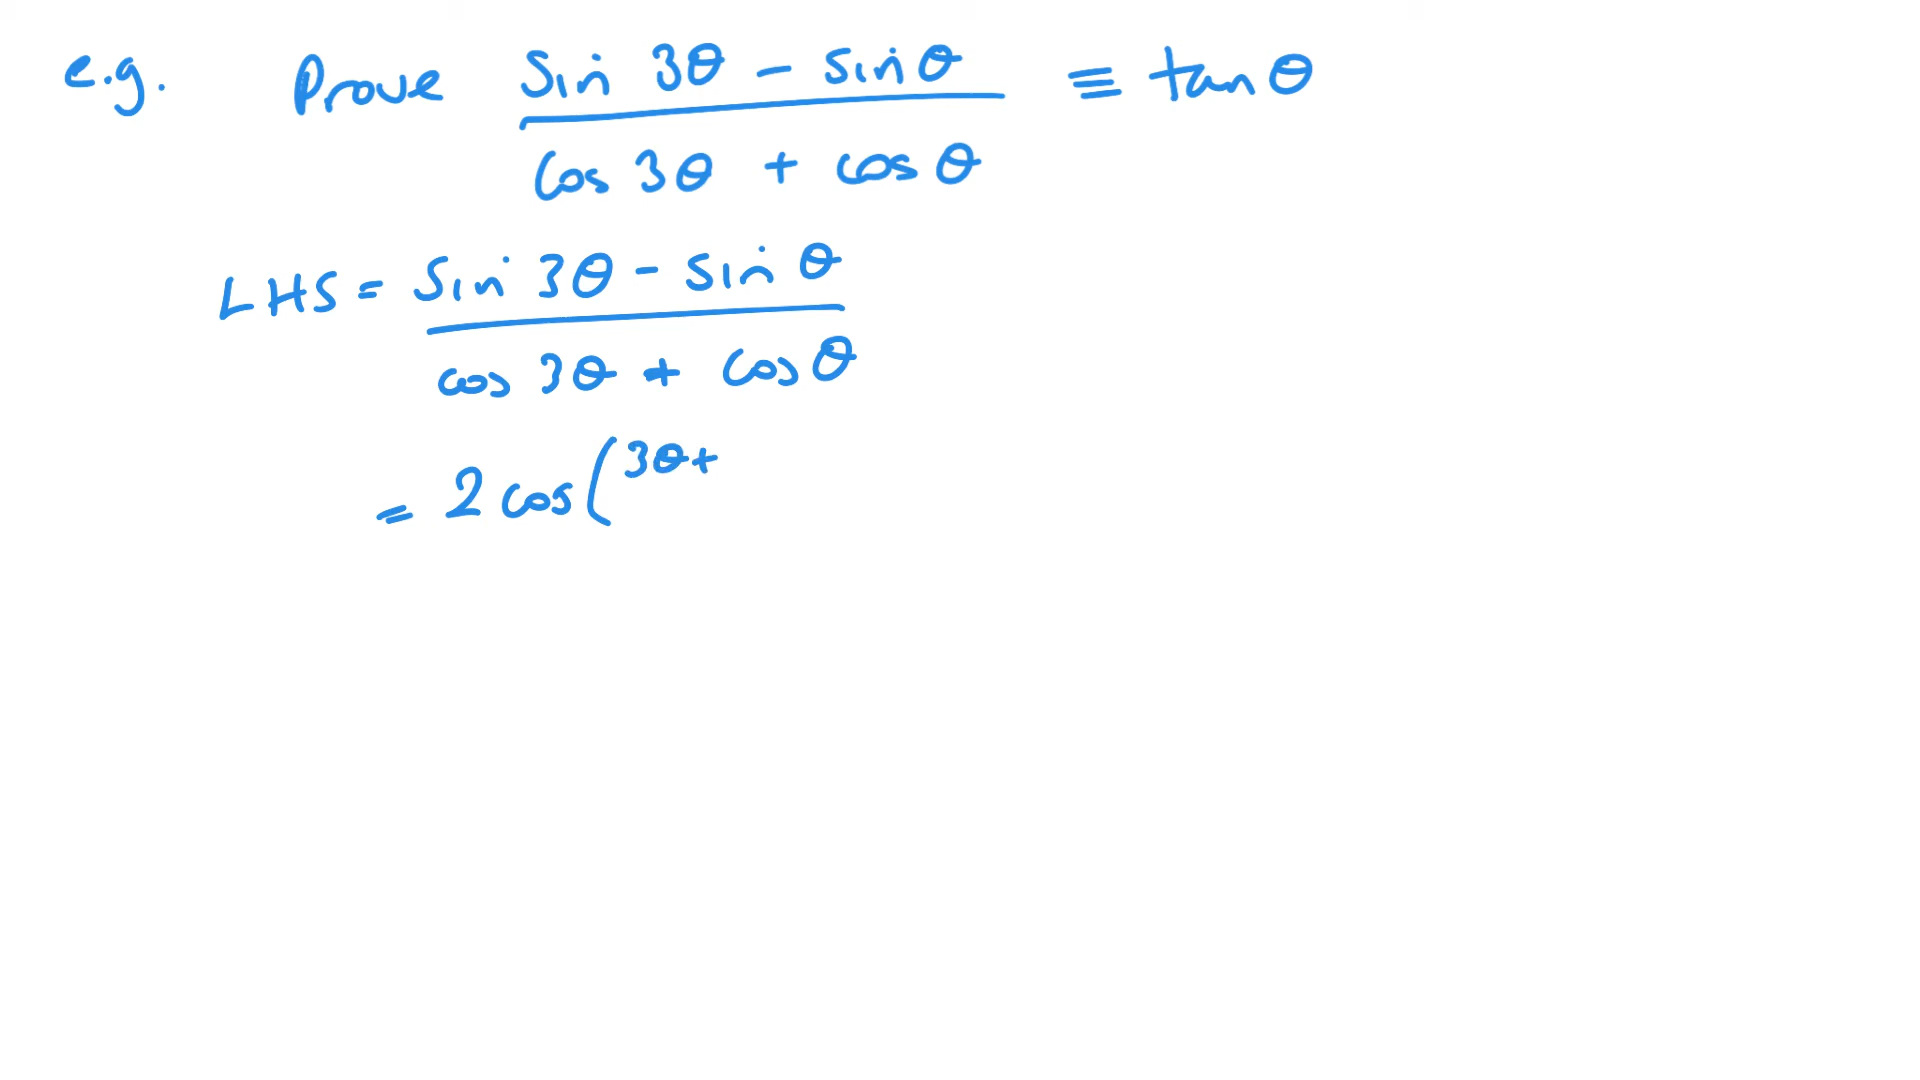 e.g. Prove sin 3θ - sin θ ≡ tan θ
cos 3θ + cos θ
LHS = sin 3θ - sin θ
cos 3θ + cos θ
= 2 cos ( 3θ +